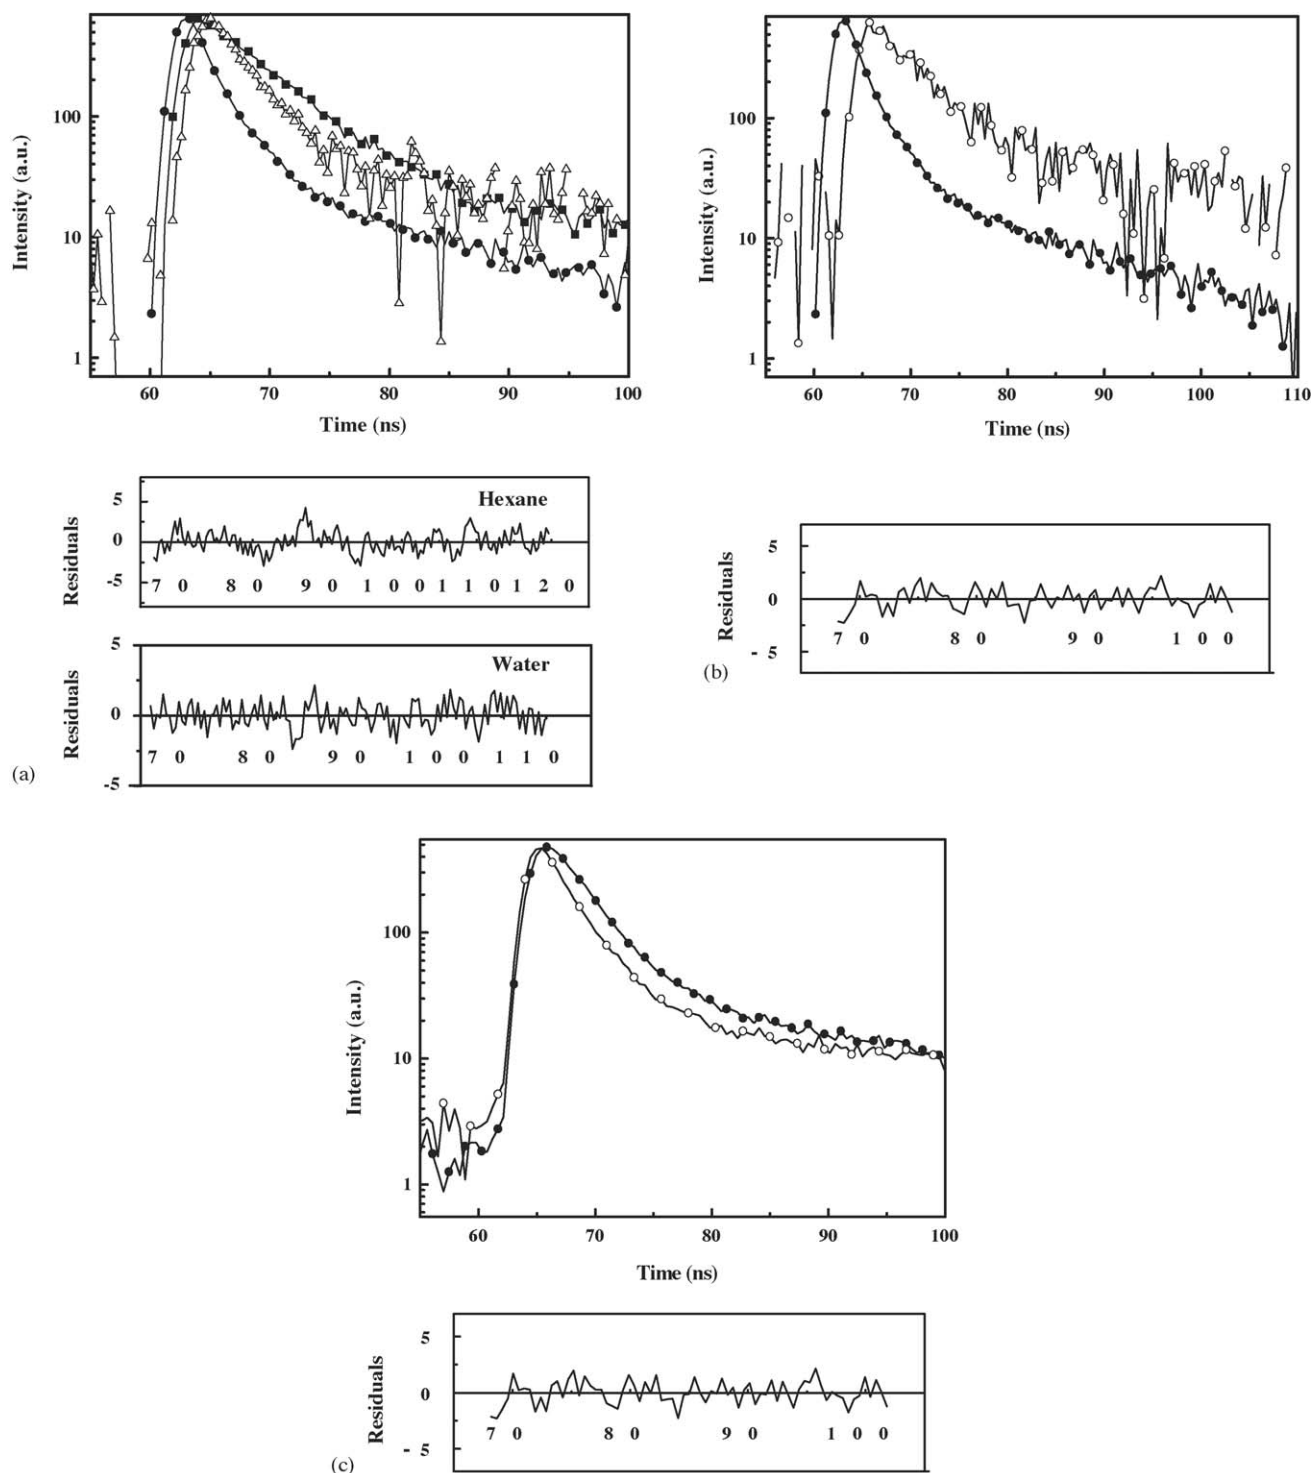 100
10
1
Intensity (a.u.)
60 70 80 90 100
Time (ns)
100
10
1
Intensity (a.u.)
60 70 80 90 100 110
Time (ns)
Hexane
5
0
-5
Residuals
7 0 8 0 9 0 1 0 0 1 1 0 1 2 0
Water
5
0
-5
Residuals
7 0 8 0 9 0 1 0 0 1 1 0
(a)
5
0
- 5
Residuals
7 0 8 0 9 0 1 0 0
(b)
100
10
1
Intensity (a.u.)
60 70 80 90 100
Time (ns)
5
0
- 5
Residuals
7 0 8 0 9 0 1 0 0
(c)